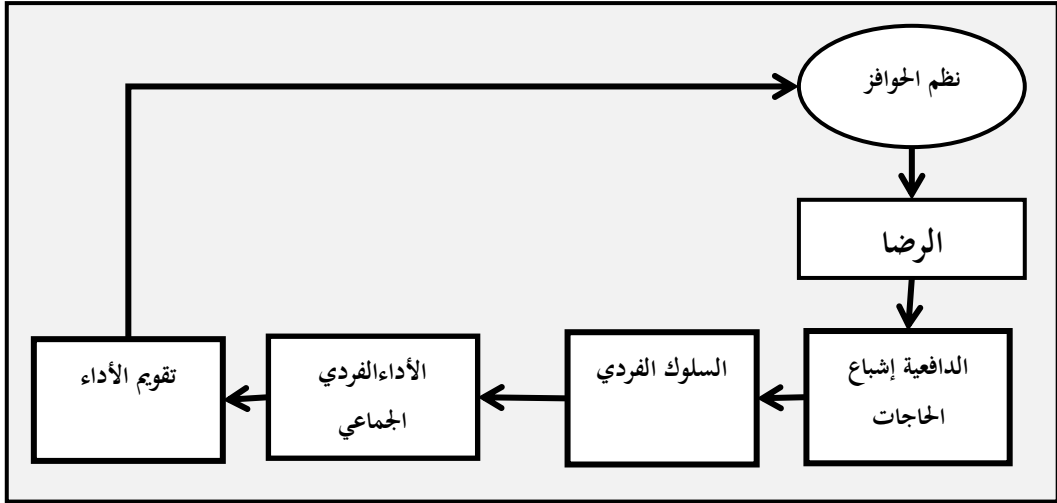 نظم الحوافز
الرضا
الدافعية إشباع
الحاجات
السلوك الفردي
الأداءالفردي
الجماعي
تقويم الأداء